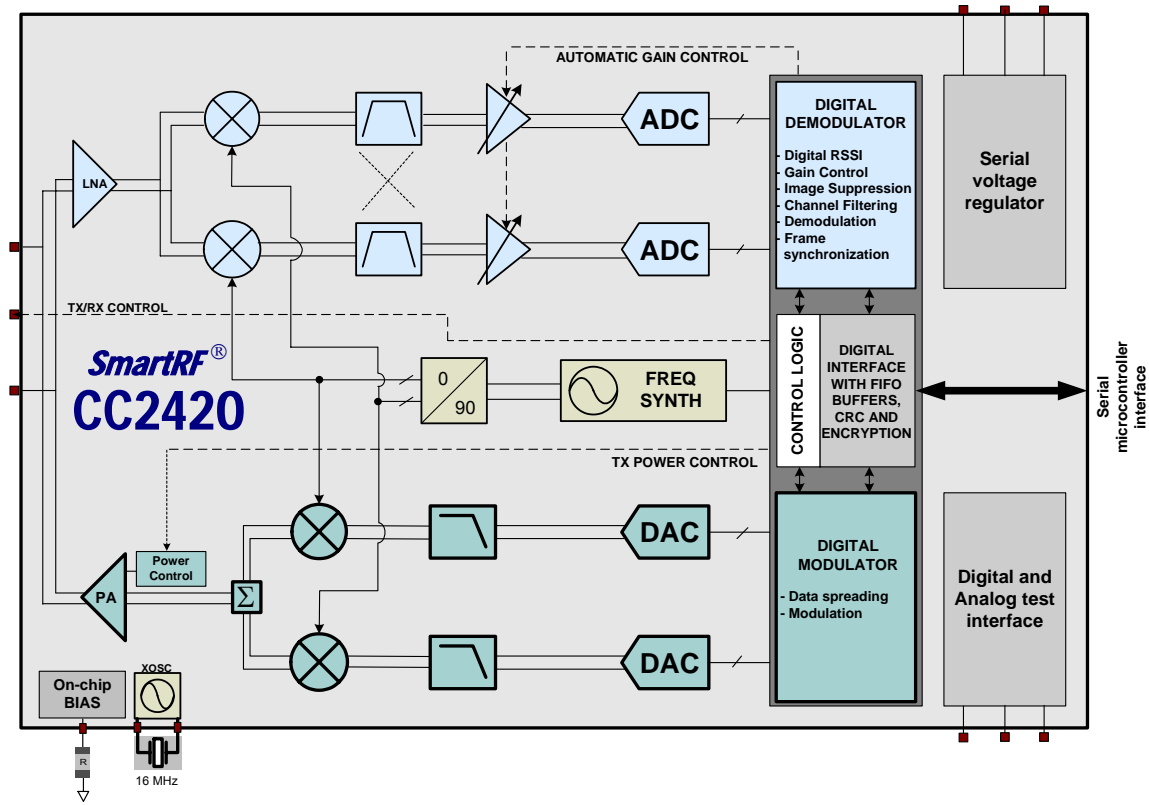 AUTOMATIC GAIN CONTROL
LNA
ADC
ADC
DIGITAL
DEMODULATOR
- Digital RSSI
- Gain Control
- Image Suppression
- Channel Filtering
- Demodulation
- Frame
synchronization
Serial
voltage
regulator
TX/RX CONTROL
SmartRF®
CC2420
0
90
FREQ
SYNTH
CONTROL LOGIC
DIGITAL
INTERFACE
WITH FIFO
BUFFERS,
CRC AND
ENCRYPTION
Serial
microcontroller
interface
TX POWER CONTROL
Power
Control
PA
Σ
DAC
DAC
DIGITAL
MODULATOR
- Data spreading
- Modulation
Digital and
Analog test
interface
On-chip
BIAS
XOSC
R
16 MHz